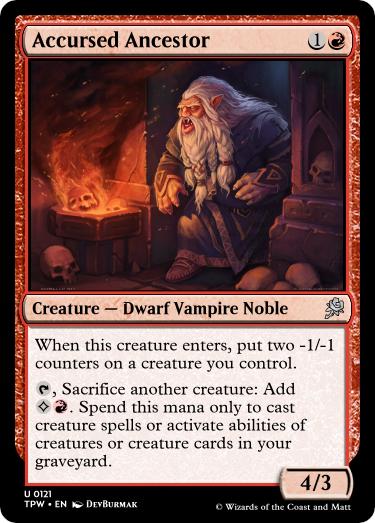 Accursed Ancestor 1
Creature — Dwarf Vampire Noble
When this creature enters, put two -1/-1
counters on a creature you control.
, Sacrifice another creature: Add
. Spend this mana only to cast
creature spells or activate abilities of
creatures or creature cards in your
graveyard.
4/3
U 0121
TPW • EN DevBurmak
© Wizards of the Coast and Matt